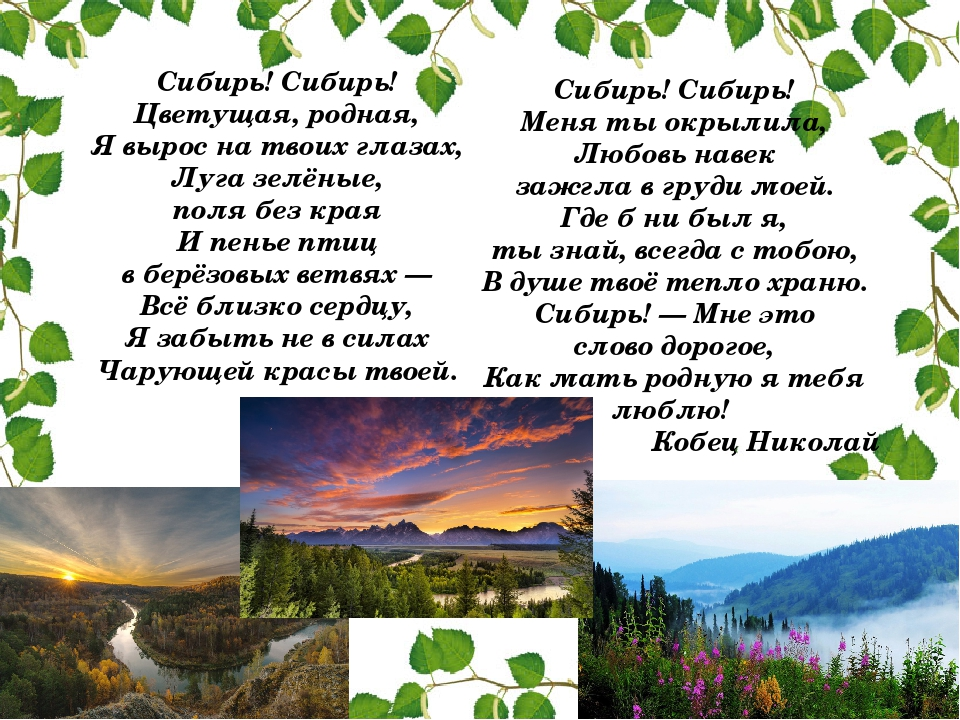 Сибирь! Сибирь!
Цветущая, родная,
Я вырос на твоих глазах,
Луга зелёные,
поля без края
И пенье птиц
в берёзовых ветвях —
Всё близко сердцу,
Я забыть не в силах
Чарующей красы твоей.
Сибирь! Сибирь!
Меня ты окрылила,
Любовь навек
зажгла в груди моей.
Где б ни был я,
ты знай, всегда с тобою,
В душе твоё тепло храню.
Сибирь! — Мне это
слово дорогое,
Как мать родную я тебя
люблю!
Кобец Николай